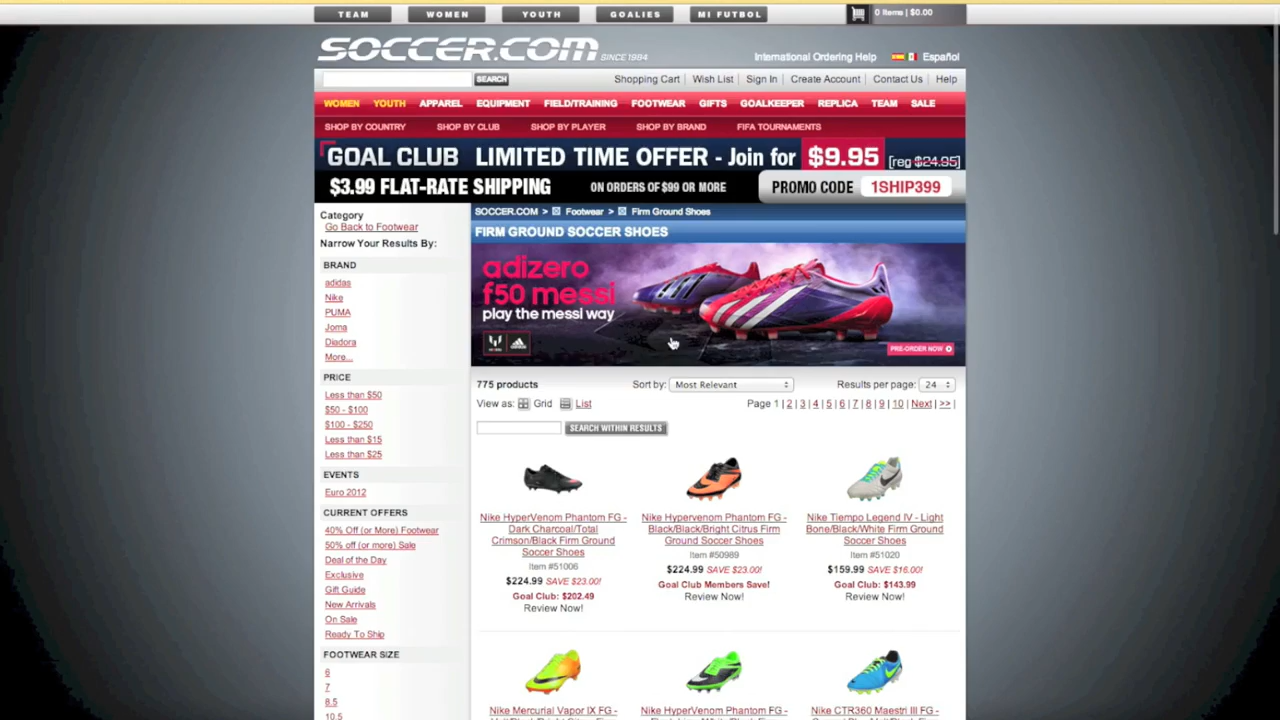 TEAM WOMEN YOUTH GOALIES MI FUTBOL 0 Items | $0.00
SOCCER.COM SINCE 1984
International Ordering Help Español
SEARCH Shopping Cart Wish List Sign In Create Account Contact Us Help
WOMEN YOUTH APPAREL EQUIPMENT FIELD/TRAINING FOOTWEAR GIFTS GOALKEEPER REPLICA TEAM SALE
SHOP BY COUNTRY SHOP BY CLUB SHOP BY PLAYER SHOP BY BRAND FIFA TOURNAMENTS
GOAL CLUB LIMITED TIME OFFER - Join for $9.95 [reg $24.95]
$3.99 FLAT-RATE SHIPPING ON ORDERS OF $99 OR MORE PROMO CODE 1SHIP399
Category
Go Back to Footwear
Narrow Your Results By:
BRAND
adidas
Nike
PUMA
Joma
Diadora
More...
PRICE
Less than $50
$50 - $100
$100 - $250
Less than $15
Less than $25
EVENTS
Euro 2012
CURRENT OFFERS
40% Off (or More) Footwear
50% off (or more) Sale
Deal of the Day
Exclusive
Gift Guide
New Arrivals
On Sale
Ready To Ship
FOOTWEAR SIZE
6
7
8.5
10.5
SOCCER.COM > Footwear > Firm Ground Shoes
FIRM GROUND SOCCER SHOES
adizero
f50 messi
play the messi way
adidas
PRE-ORDER NOW
775 products Sort by: Most Relevant Results per page: 24
View as: Grid List Page 1 | 2 | 3 | 4 | 5 | 6 | 7 | 8 | 9 | 10 | Next | >> |
SEARCH WITHIN RESULTS
Nike HyperVenom Phantom FG -
Dark Charcoal/Total
Crimson/Black Firm Ground
Soccer Shoes
Item #51006
$224.99 SAVE $23.00!
Goal Club: $202.49
Review Now!
Nike Hypervenom Phantom FG -
Black/Black/Bright Citrus Firm
Ground Soccer Shoes
Item #50989
$224.99 SAVE $23.00!
Goal Club Members Save!
Review Now!
Nike Tiempo Legend IV - Light
Bone/Black/White Firm Ground
Soccer Shoes
Item #51020
$159.99 SAVE $16.00!
Goal Club: $143.99
Review Now!
Nike Mercurial Vapor IX FG -
Nike Hypervenom Phantom FG -
Nike CTR360 Maestri III FG -